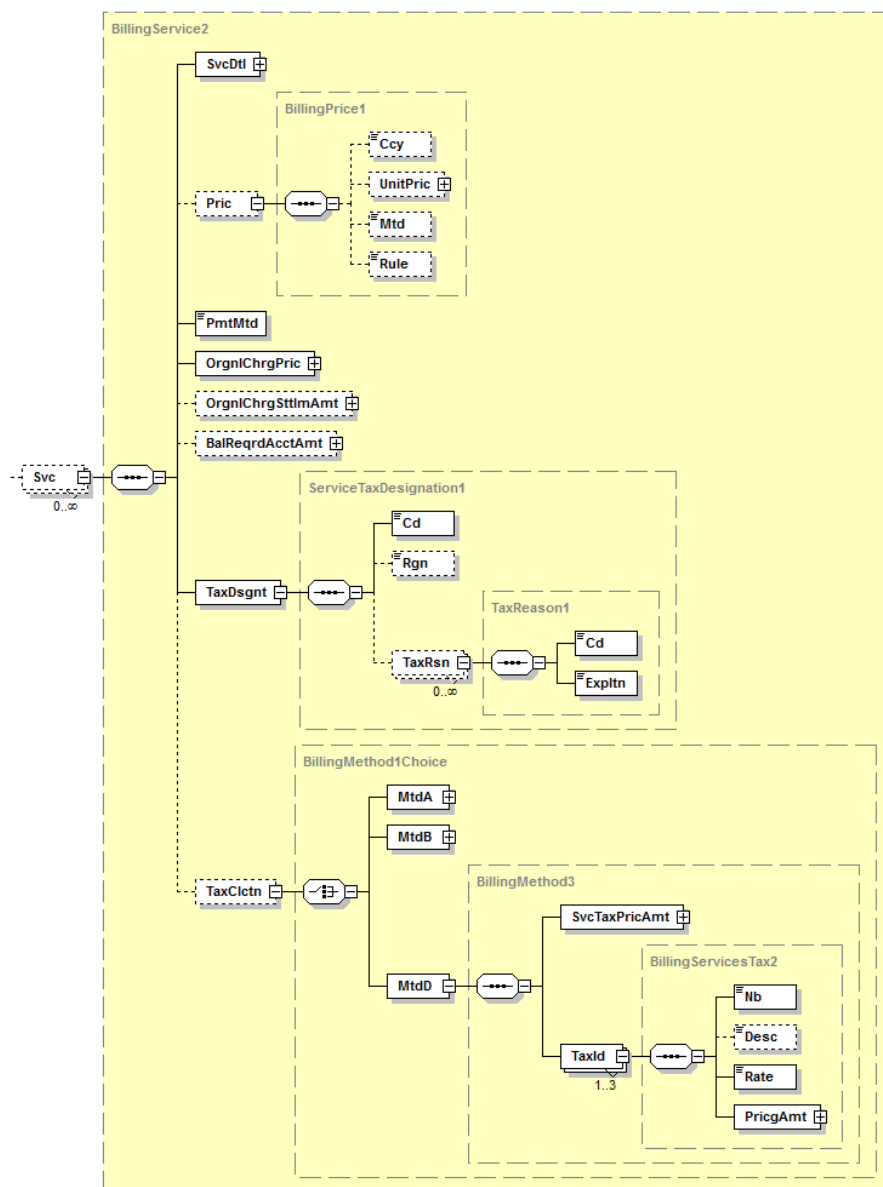 BillingService2
SvcDtl
BillingPrice1
Ccy
UnitPric
Pric
Mtd
Rule
PmtMtd
OrgnlChrgPric
OrgnlChrgSttlmAmt
BalReqrdAcctAmt
Svc
0..∞
ServiceTaxDesignation1
Cd
Rgn
TaxDsgnt
TaxReason1
Cd
TaxRsn
0..∞
Expltn
BillingMethod1Choice
MtdA
MtdB
TaxClctn
BillingMethod3
SvcTaxPricAmt
BillingServicesTax2
MtdD
Nb
Desc
TaxId
1..3
Rate
PricgAmt